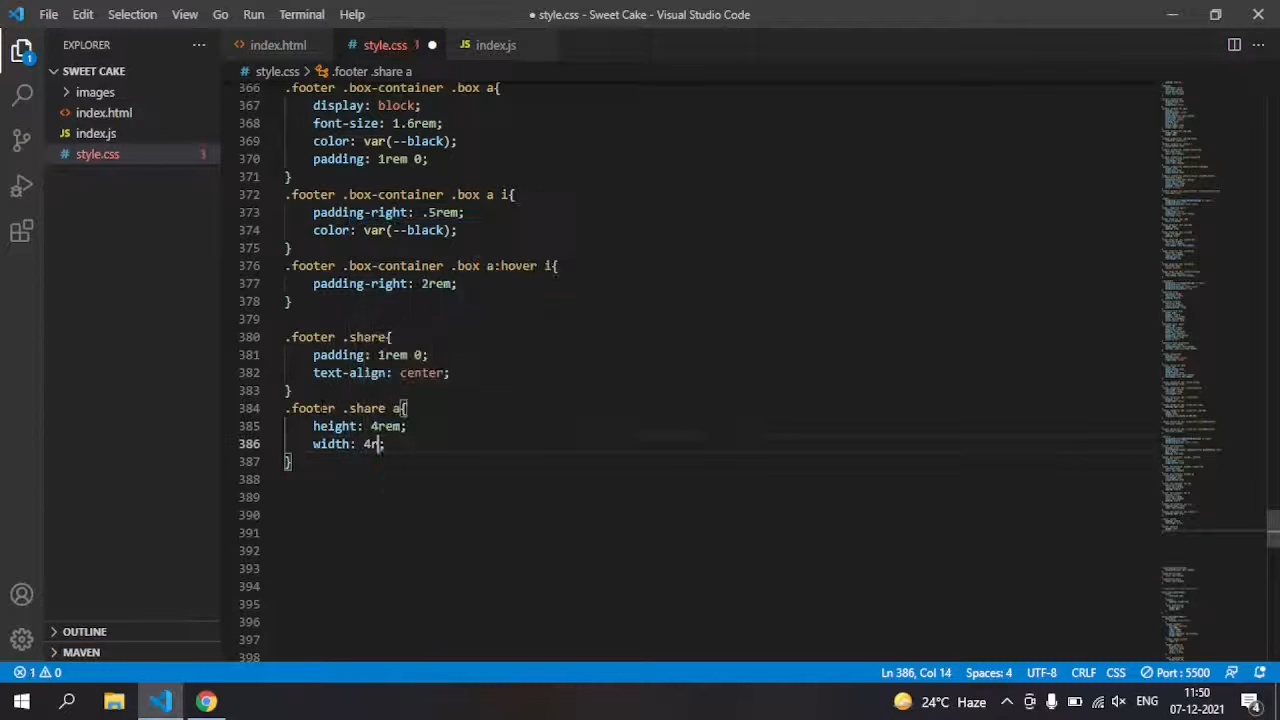 File Edit Selection View Go Run Terminal Help
● style.css - Sweet Cake - Visual Studio Code
EXPLORER
index.html
style.css
index.js
SWEET CAKE
style.css > .footer .share a
images
index.html
index.js
style.css
1
366 .footer .box-container .box a{
367 display: block;
368 font-size: 1.6rem;
369 color: var(--black);
370 padding: 1rem 0;
371 }
372 .footer .box-container .box a i{
373 padding-right: .5rem;
374 color: var(--black);
375 }
376 .footer .box-container .box a:hover i{
377 padding-right: 2rem;
378 }
379
380 .footer .share{
381 padding: 1rem 0;
382 text-align: center;
383 }
384 .footer .share a{
385 height: 4rem;
386 width: 4r
387 }
388
389
390
391
392
393
394
395
396
397
398
OUTLINE
MAVEN
1 0
Ln 386, Col 14 Spaces: 4 UTF-8 CRLF CSS Port : 5500
24°C Haze ENG 11:50
07-12-2021
4